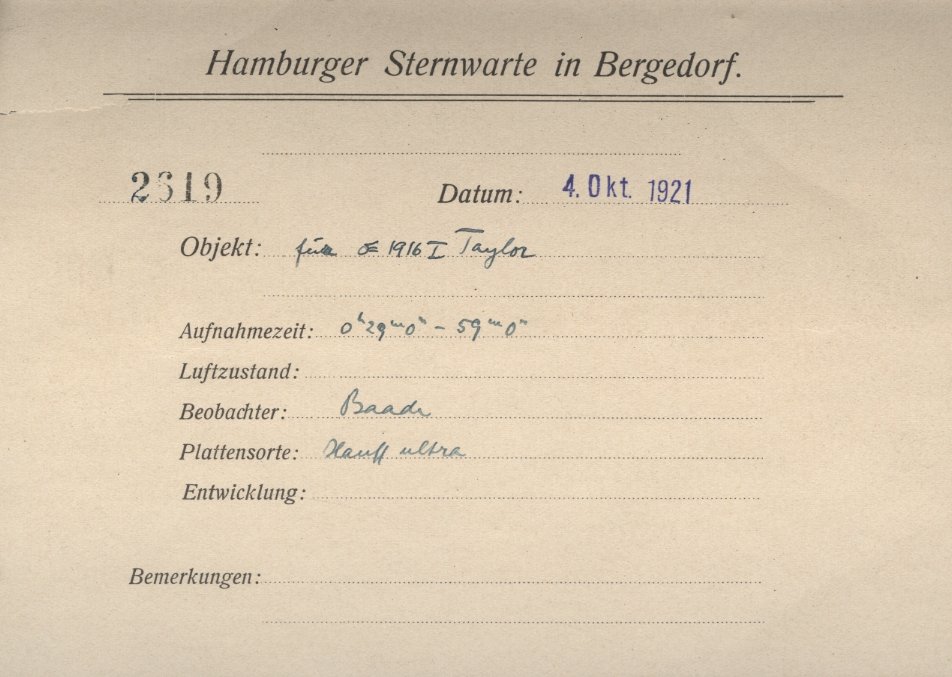 Hamburger Sternwarte in Bergedorf.
2619 Datum: 4. Okt. 1921
Objekt: für 1916 I Taylor
Aufnahmezeit: 0ʰ29ᵐ0ˢ – 59ᵐ0ˢ
Luftzustand:
Beobachter: Baade
Plattensorte: Hauff ultra
Entwicklung:
Bemerkungen: